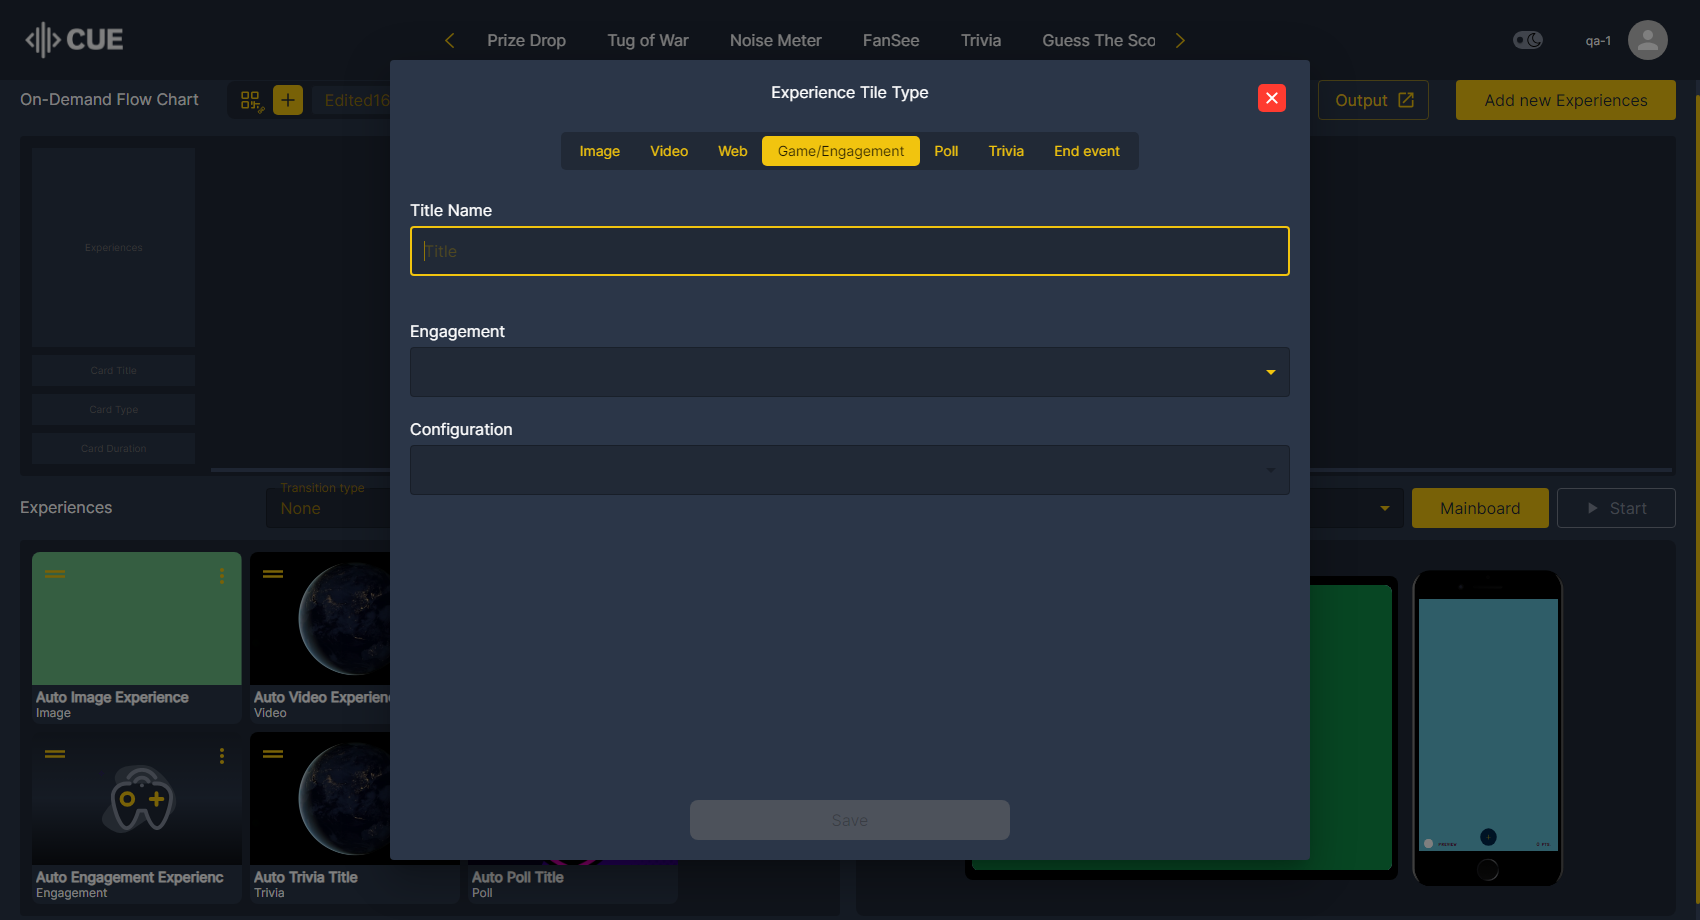 CUE
Prize Drop
Tug of War
Noise Meter
FanSee
Trivia
Guess The Sco
qa-1
On-Demand Flow Chart
Edited16
Output
Add new Experiences
Experience Tile Type
Image
Video
Web
Game/Engagement
Poll
Trivia
End event
Title Name
Title
Engagement
Configuration
Save
Experiences
Card Title
Card Type
Card Duration
Experiences
Transition type
None
Mainboard
Start
Auto Image Experience
Image
Auto Video Experien
Video
Auto Engagement Experienc
Engagement
Auto Trivia Title
Trivia
Auto Poll Title
Poll
PREVIEW